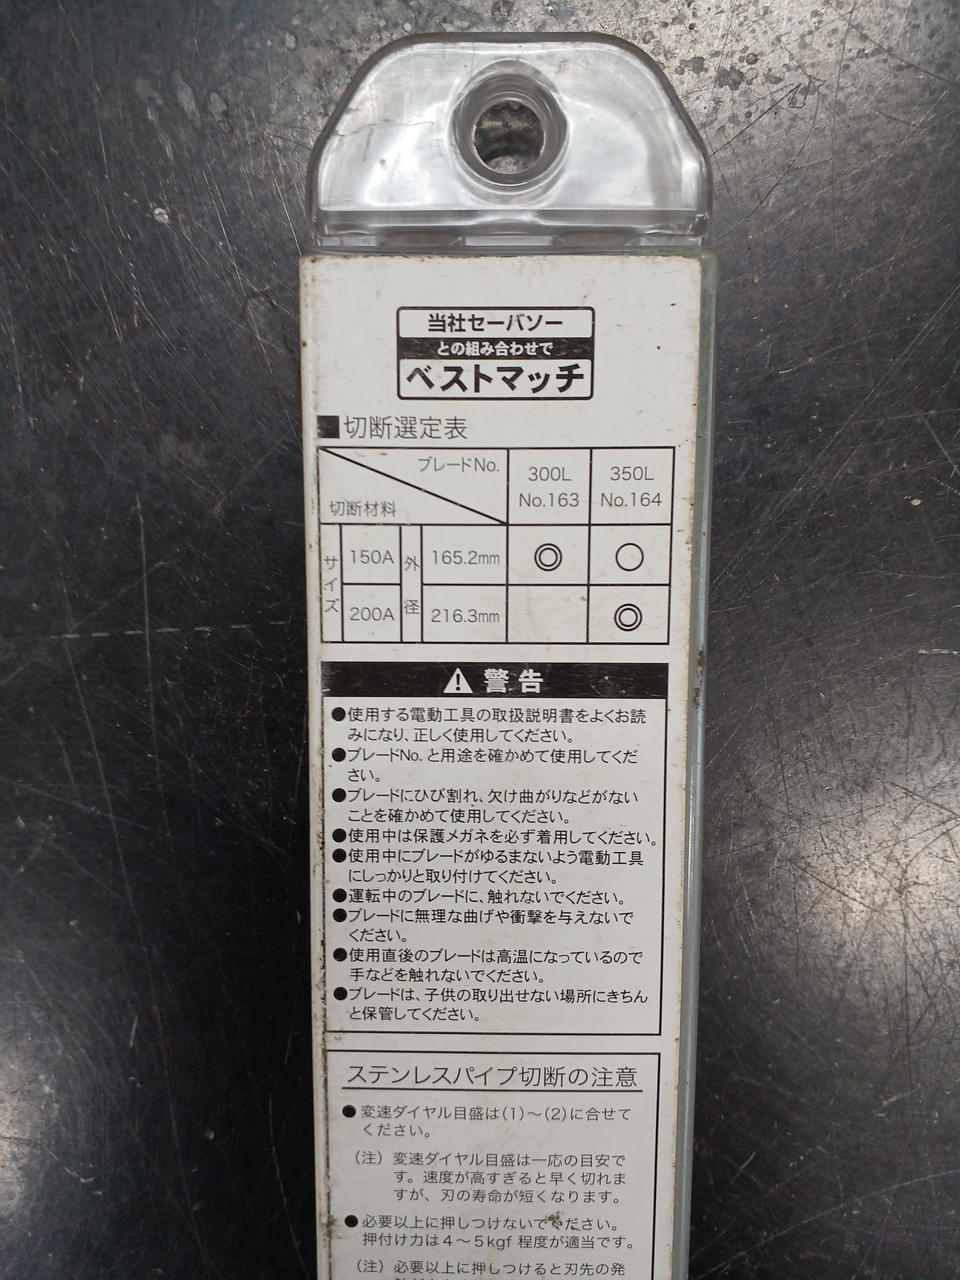 当社セーバソー
との組み合わせで
ベストマッチ
■切断選定表
ブレードNo. 300L 350L
切断材料 No.163 No.164
サイズ 150A 外径 165.2mm ◎ ○
200A 216.3mm ◎
⚠ 警告
●使用する電動工具の取扱説明書をよくお読
みになり、正しく使用してください。
●ブレードNo. と用途を確かめて使用してくだ
さい。
●ブレードにひび割れ、欠け曲がりなどがない
ことを確かめて使用してください。
●使用中は保護メガネを必ず着用してください。
●使用中にブレードがゆるまないよう電動工具
にしっかりと取り付けてください。
●運転中のブレードに、触れないでください。
●ブレードに無理な曲げや衝撃を与えないで
ください。
●使用直後のブレードは高温になっているので
手などを触れないでください。
●ブレードは、子供の取り出せない場所にきちん
と保管してください。
ステンレスパイプ切断の注意
●変速ダイヤル目盛は(1)～(2)に合せて
ください。
(注) 変速ダイヤル目盛は一応の目安で
す。速度が高すぎると早く切れま
すが、刃の寿命が短くなります。
●必要以上に押しつけないでください。
押付け力は4～5kgf 程度が適当です。
(注) 必要以上に押しつけると刃先の発